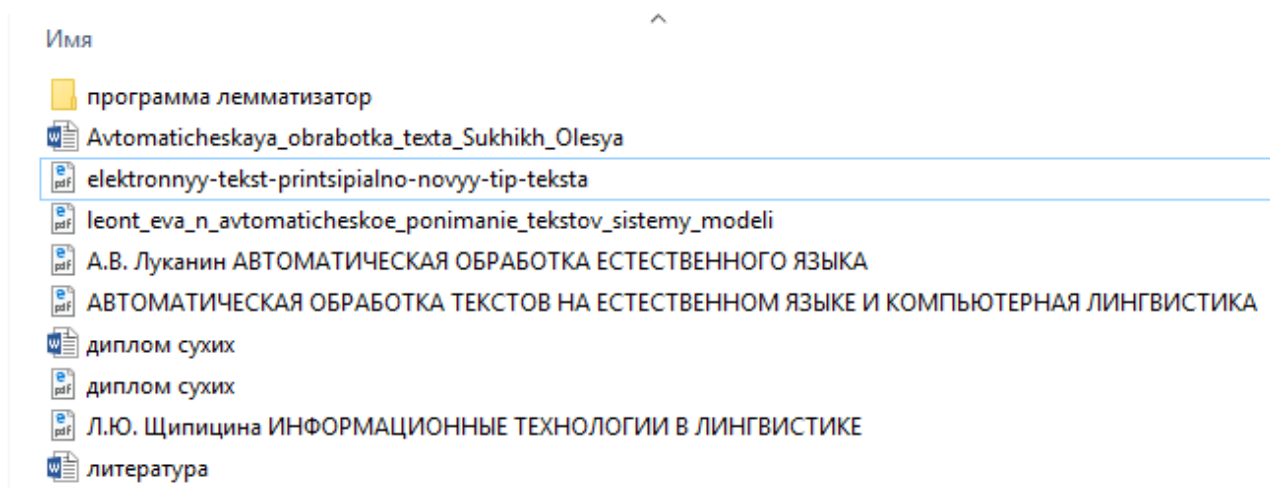 Имя
программа лемматизатор
Avtomaticheskaya_obrabotka_texta_Sukhikh_Olesya
elektronnyy-tekst-printsipialno-novyy-tip-teksta
leont_eva_n_avtomaticheskoe_ponimanie_tekstov_sistemy_modeli
А.В. Луканин АВТОМАТИЧЕСКАЯ ОБРАБОТКА ЕСТЕСТВЕННОГО ЯЗЫКА
АВТОМАТИЧЕСКАЯ ОБРАБОТКА ТЕКСТОВ НА ЕСТЕСТВЕННОМ ЯЗЫКЕ И КОМПЬЮТЕРНАЯ ЛИНГВИСТИКА
диплом сухих
диплом сухих
Л.Ю. Щипицина ИНФОРМАЦИОННЫЕ ТЕХНОЛОГИИ В ЛИНГВИСТИКЕ
литература